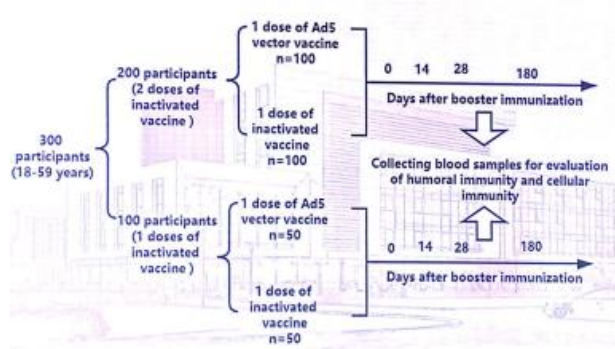 300
participants
(18-59 years)
200 participants
(2 doses of
inactivated
vaccine )
1 dose of Ad5
vector vaccine
n=100
1 dose of
inactivated
vaccine
n=100
0 14 28 180
Days after booster immunization
Collecting blood samples for evaluation
of humoral immunity and cellular
immunity
100 participants
(1 doses of
inactivated
vaccine )
1 dose of Ad5
vector vaccine
n=50
1 dose of
inactivated
vaccine
n=50
0 14 28 180
Days after booster immunization